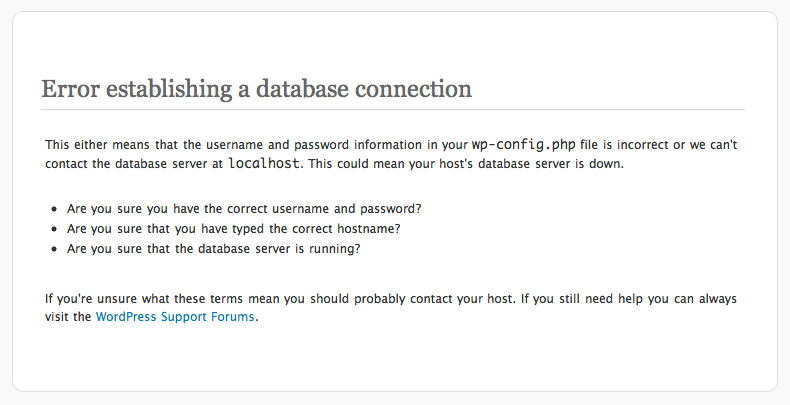 Error establishing a database connection
This either means that the username and password information in your wp-config.php file is incorrect or we can't
contact the database server at localhost. This could mean your host's database server is down.
• Are you sure you have the correct username and password?
• Are you sure that you have typed the correct hostname?
• Are you sure that the database server is running?
If you're unsure what these terms mean you should probably contact your host. If you still need help you can always
visit the WordPress Support Forums.